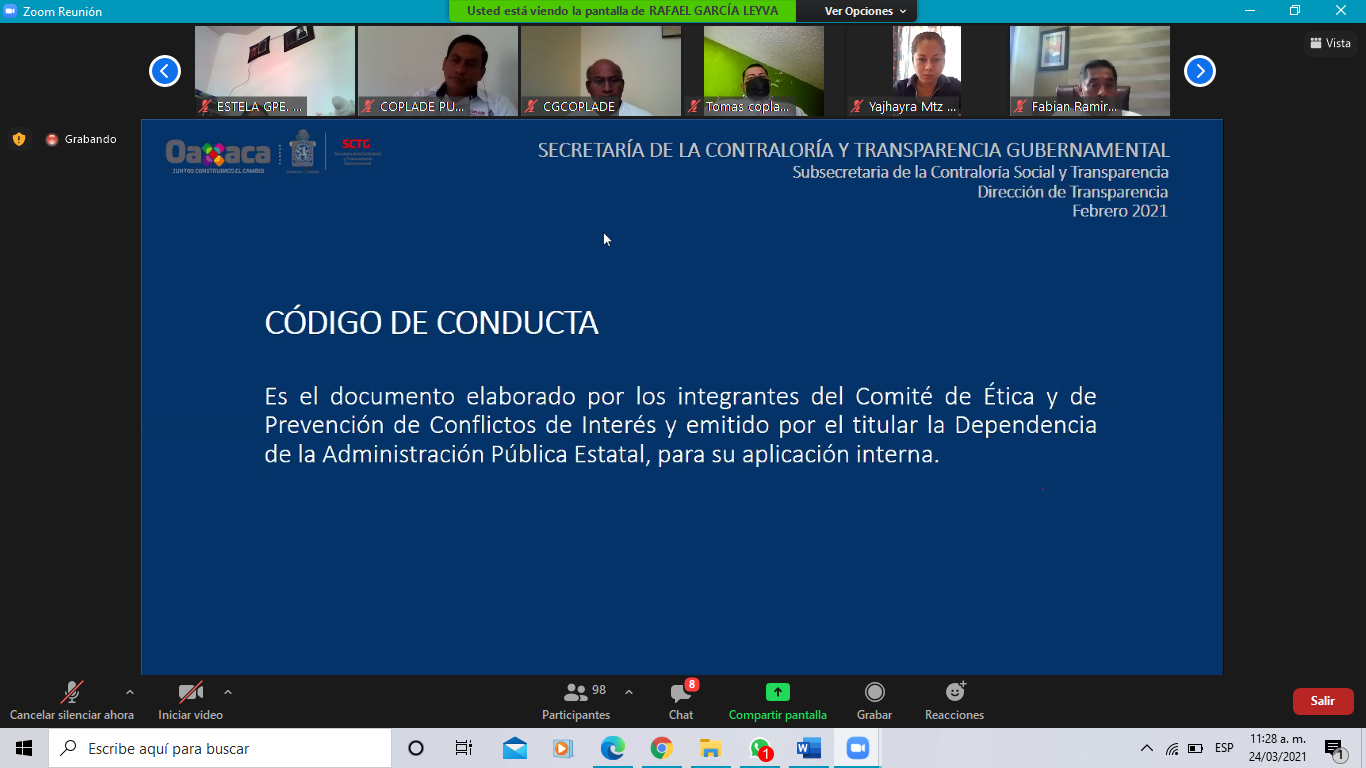 Zoom Reunión
Usted está viendo la pantalla de RAFAEL GARCÍA LEYVA
Ver Opciones
Vista
ESTELA GPE. ...
COPLADE PU...
CGCOPLADE
Tomas copla...
Yajhayra Mtz ...
Fabian Ramir...
Grabando
Oaxaca
JUNTOS CONSTRUIMOS EL CAMBIO
SCTG
SECRETARÍA DE LA CONTRALORÍA Y TRANSPARENCIA GUBERNAMENTAL
Subsecretaria de la Contraloría Social y Transparencia
Dirección de Transparencia
Febrero 2021
CÓDIGO DE CONDUCTA
Es el documento elaborado por los integrantes del Comité de Ética y de
Prevención de Conflictos de Interés y emitido por el titular la Dependencia
de la Administración Pública Estatal, para su aplicación interna.
Cancelar silenciar ahora
Iniciar video
98
Participantes
8
Chat
Compartir pantalla
Grabar
Reacciones
Salir
Escribe aquí para buscar
1
ESP
11:28 a. m.
24/03/2021
1